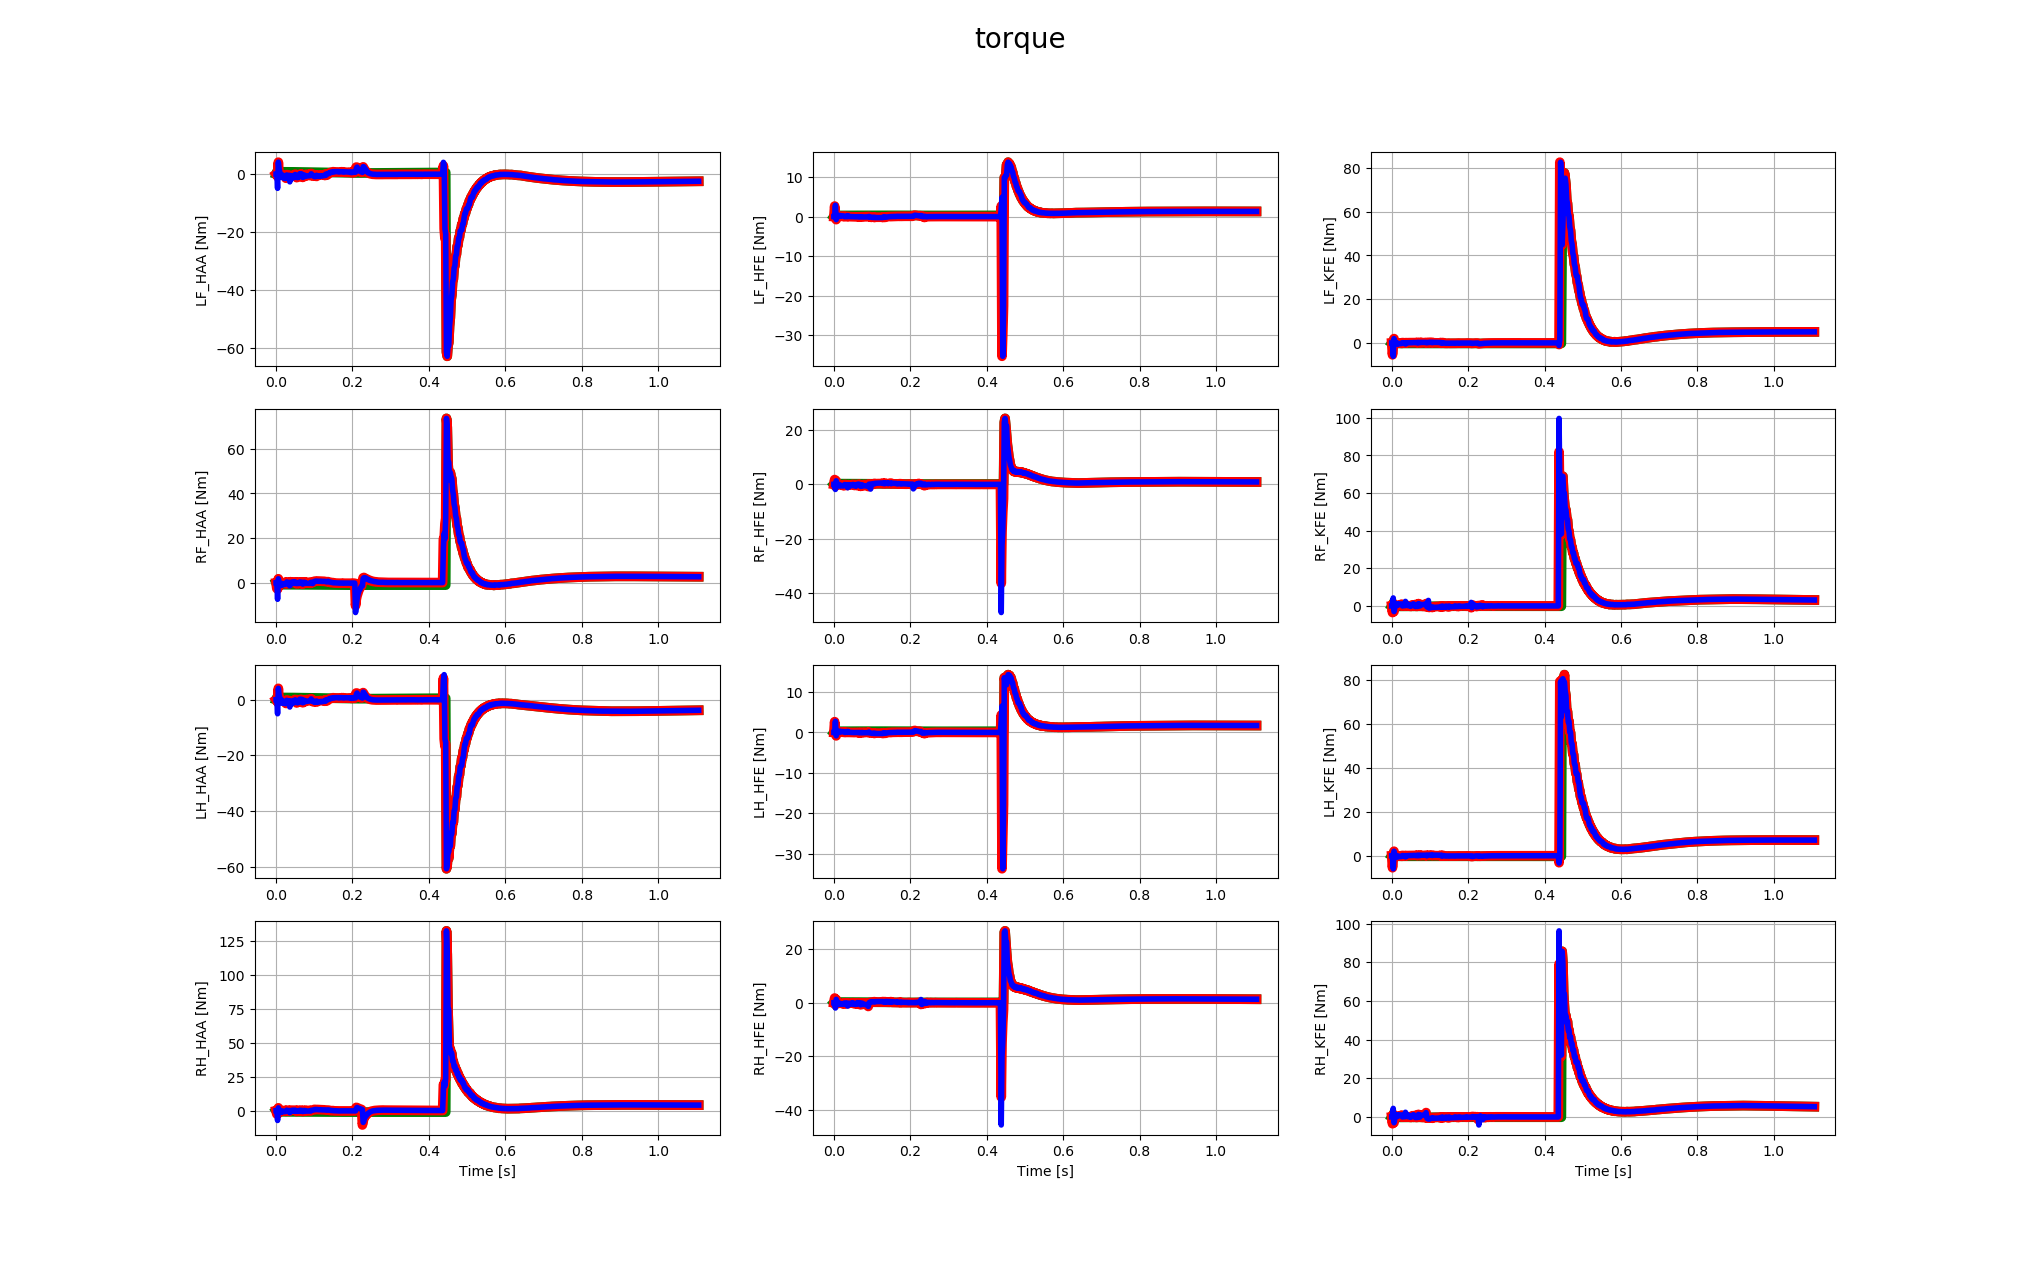 torque
LF_HAA [Nm]
0
−20
−40
−60
0.0 0.2 0.4 0.6 0.8 1.0
LF_HFE [Nm]
10
0
−10
−20
−30
0.0 0.2 0.4 0.6 0.8 1.0
LF_KFE [Nm]
80
60
40
20
0
0.0 0.2 0.4 0.6 0.8 1.0
RF_HAA [Nm]
60
40
20
0
0.0 0.2 0.4 0.6 0.8 1.0
RF_HFE [Nm]
20
0
−20
−40
0.0 0.2 0.4 0.6 0.8 1.0
RF_KFE [Nm]
100
80
60
40
20
0
0.0 0.2 0.4 0.6 0.8 1.0
LH_HAA [Nm]
0
−20
−40
−60
0.0 0.2 0.4 0.6 0.8 1.0
LH_HFE [Nm]
10
0
−10
−20
−30
0.0 0.2 0.4 0.6 0.8 1.0
LH_KFE [Nm]
80
60
40
20
0
0.0 0.2 0.4 0.6 0.8 1.0
RH_HAA [Nm]
125
100
75
50
25
0
0.0 0.2 0.4 0.6 0.8 1.0
Time [s]
RH_HFE [Nm]
20
0
−20
−40
0.0 0.2 0.4 0.6 0.8 1.0
Time [s]
RH_KFE [Nm]
100
80
60
40
20
0
0.0 0.2 0.4 0.6 0.8 1.0
Time [s]